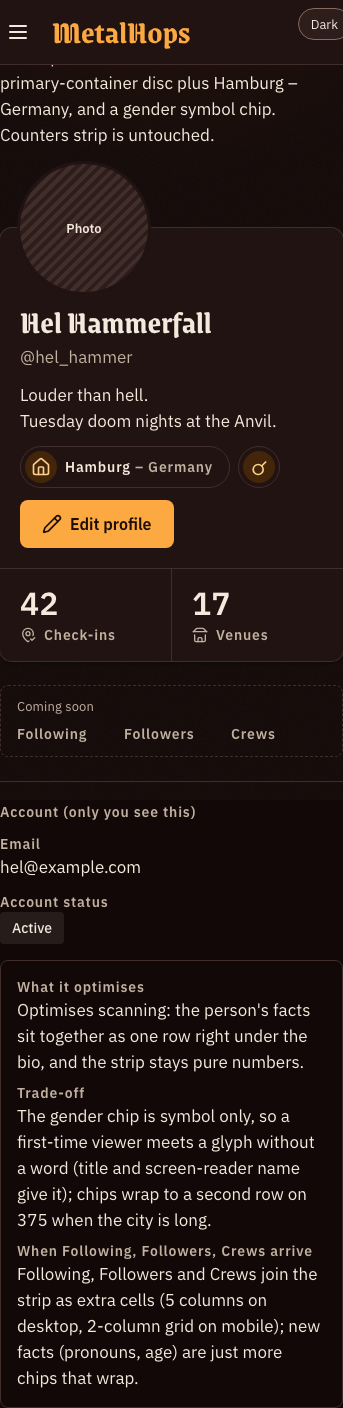 MetalHops
Dark
primary-container disc plus Hamburg –
Germany, and a gender symbol chip.
Counters strip is untouched.
Photo
Hel Hammerfall
@hel_hammer
Louder than hell.
Tuesday doom nights at the Anvil.
Hamburg – Germany
Edit profile
42
17
Check-ins
Venues
Coming soon
Following Followers Crews
Account (only you see this)
Email
hel@example.com
Account status
Active
What it optimises
Optimises scanning: the person's facts
sit together as one row right under the
bio, and the strip stays pure numbers.
Trade-off
The gender chip is symbol only, so a
first-time viewer meets a glyph without
a word (title and screen-reader name
give it); chips wrap to a second row on
375 when the city is long.
When Following, Followers, Crews arrive
Following, Followers and Crews join the
strip as extra cells (5 columns on
desktop, 2-column grid on mobile); new
facts (pronouns, age) are just more
chips that wrap.